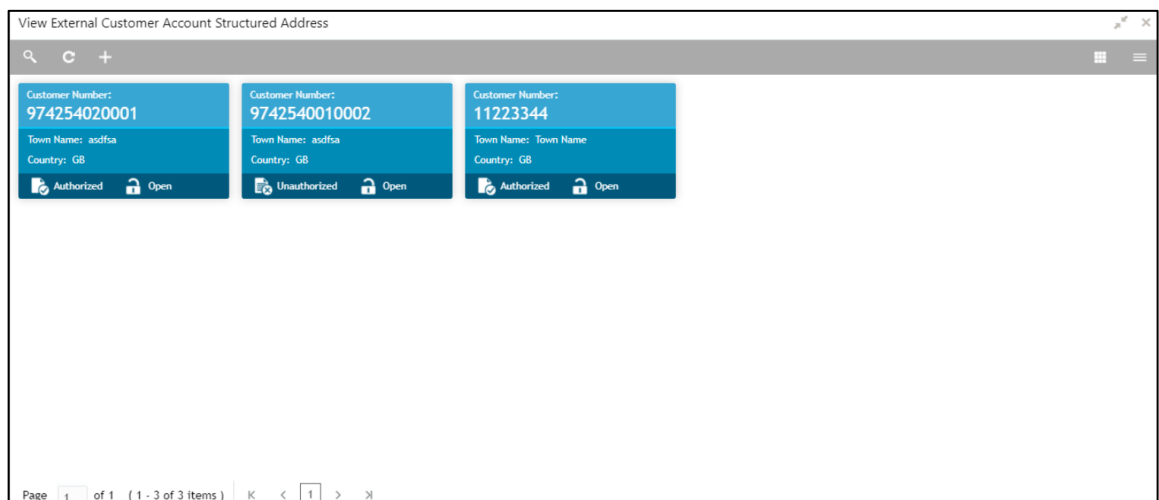 View External Customer Account Structured Address
Customer Number:
974254020001
Town Name: asdfsa
Country: GB
Authorized Open
Customer Number:
9742540010002
Town Name: asdfsa
Country: GB
Unauthorized Open
Customer Number:
11223344
Town Name: Town Name
Country: GB
Authorized Open
Page 1 of 1 ( 1 - 3 of 3 items ) K < 1 > >|